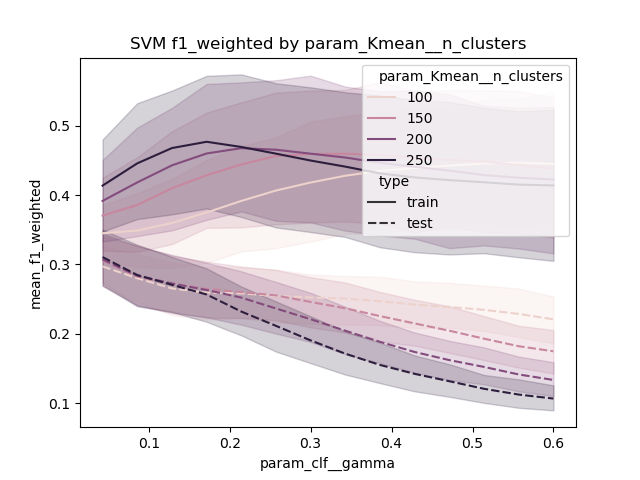 SVM f1_weighted by param_Kmean__n_clusters
param_Kmean__n_clusters
100
150
200
250
type
train
test
0.5
0.4
0.3
0.2
0.1
mean_f1_weighted
0.1 0.2 0.3 0.4 0.5 0.6
param_clf__gamma